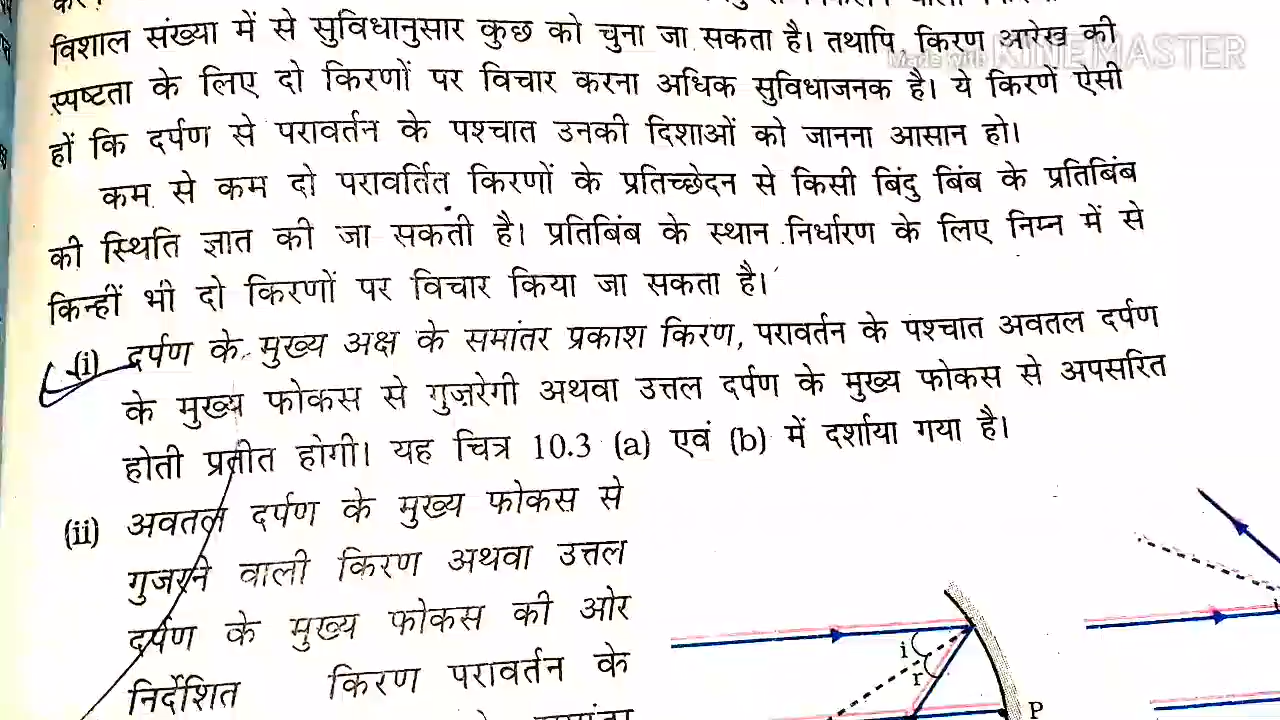 विशाल संख्या में से सुविधानुसार कुछ को चुना जा सकता है। तथापि किरण आरेख की
Made with KINEMASTER
स्पष्टता के लिए दो किरणों पर विचार करना अधिक सुविधाजनक है। ये किरणें ऐसी
हों कि दर्पण से परावर्तन के पश्चात उनकी दिशाओं को जानना आसान हो।
कम से कम दो परावर्तित किरणों के प्रतिच्छेदन से किसी बिंदु बिंब के प्रतिबिंब
की स्थिति ज्ञात की जा सकती है। प्रतिबिंब के स्थान निर्धारण के लिए निम्न में से
किन्हीं भी दो किरणों पर विचार किया जा सकता है।
(i) दर्पण के मुख्य अक्ष के समांतर प्रकाश किरण, परावर्तन के पश्चात अवतल दर्पण
के मुख्य फोकस से गुज़रेगी अथवा उत्तल दर्पण के मुख्य फोकस से अपसरित
होती प्रतीत होगी। यह चित्र 10.3 (a) एवं (b) में दर्शाया गया है।
(ii) अवतल दर्पण के मुख्य फोकस से
गुजरने वाली किरण अथवा उत्तल
दर्पण के मुख्य फोकस की ओर
निर्देशित किरण परावर्तन के
i
r
P